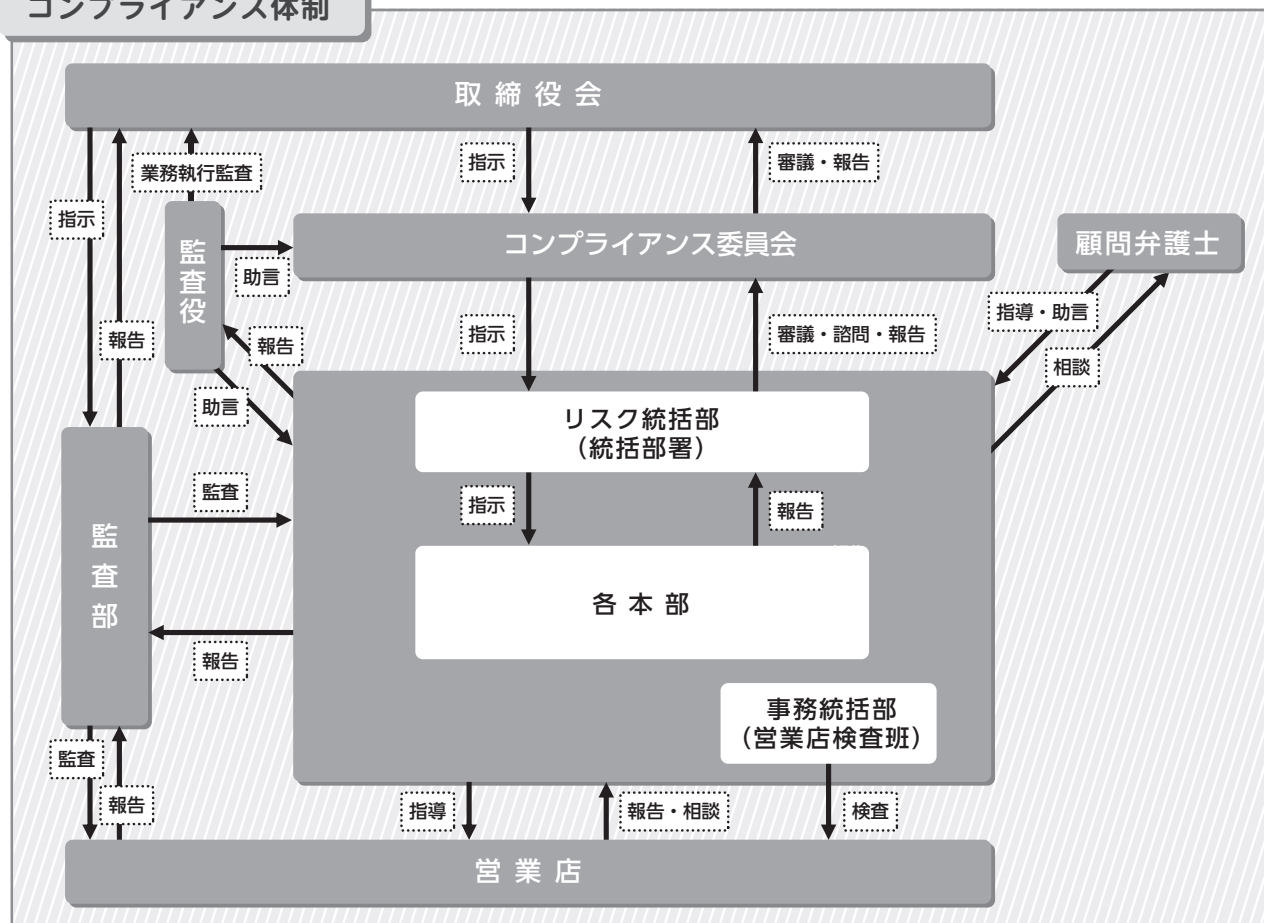 コンプライアンス体制
取締役会
業務執行監査
指示
審議・報告
指示
監査役
コンプライアンス委員会
顧問弁護士
助言
指導・助言
報告
報告
指示
審議・諮問・報告
相談
助言
リスク統括部
(統括部署)
監査
指示
報告
監査部
各本部
報告
事務統括部
(営業店検査班)
監査
報告
指導
報告・相談
検査
営業店